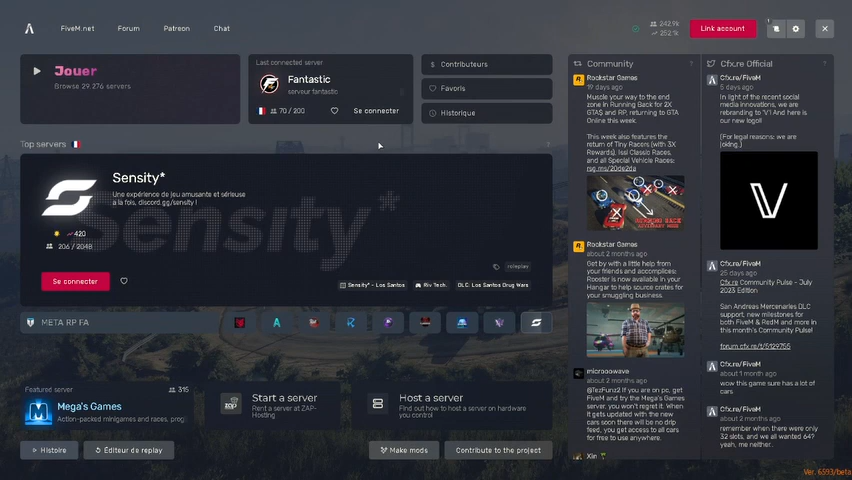 FiveM.net
Forum
Patreon
Chat
242.9k
252.1k
Link account
Jouer
Browse 29 276 servers
Last connected server
Fantastic
serveur fantastic
70 / 200
Se connecter
Contributeurs
Favoris
Historique
Top servers
Sensity*
Une expérience de jeu amusante et sérieuse
à la fois, discord.gg/sensity !
Sensity*
420
206 / 2048
roleplay
Se connecter
Sensity* - Los Santos
Riv Tech.
DLC: Los Santos Drug Wars
META RP FA
Featured server
315
Mega's Games
Action-packed minigames and races, prog
ZAP
Start a server
Rent a server at ZAP-
Hosting
Host a server
Find out how to host a server on hardware
you control
Histoire
Éditeur de replay
Make mods
Contribute to the project
Community
?
Rockstar Games
19 days ago
Muscle your way to the end
zone in Running Back for 2X
GTA$ and RP, returning to GTA
Online this week.
This week also features the
return of Tiny Racers (with 3X
Rewards), Issi Classic Races,
and all Special Vehicle Races:
rsg.ms/20de2da
RUNNING BACK
ADVERSARY MODE
Rockstar Games
about 2 months ago
Get by with a little help from
your friends and accomplices:
Rooster is now available in your
Hangar to help source crates for
your smuggling business.
microwave
about 2 months ago
@TezFunz2 If you are on pc, get
FiveM and try the Mega's Games
server, you won't regret it. When
it gets updated with the new
cars soon there will be no drip
feed, you get access to all cars
for free to use anywhere.
Xin
Cfx.re Official
?
Cfx.re/FiveM
5 days ago
In light of the recent social
media innovations, we are
rebranding to 'V'! And here is
our new logo!!
(For legal reasons: we are
joking.)
V
Cfx.re/FiveM
25 days ago
Cfx.re Community Pulse - July
2023 Edition
San Andreas Mercenaries DLC
support, new milestones for
both FiveM & RedM and more in
this month's Community Pulse!
forum.cfx.re/t/5129755
Cfx.re/FiveM
about 1 month ago
wow this game sure has a lot of
cars
Cfx.re/FiveM
about 2 months ago
remember when there were only
32 slots, and we all wanted 64?
yeah, me neither..
Ver. 6593/beta